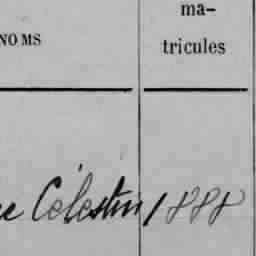 ma-
NOMS
tricules
Célestin 1888